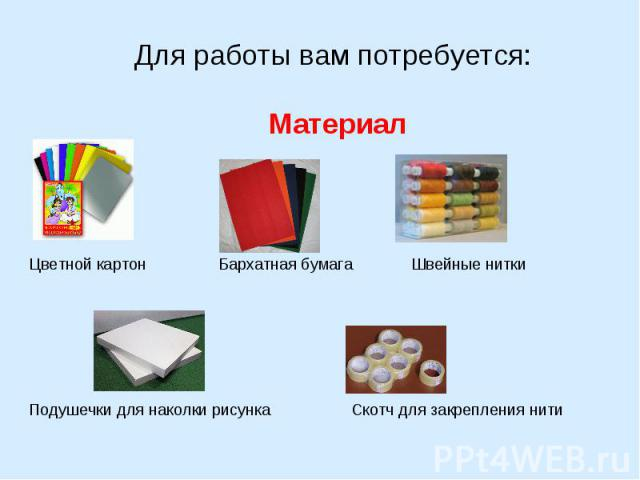 Для работы вам потребуется:
Материал
Цветной картон
Бархатная бумага
Швейные нитки
Подушечки для наколки рисунка
Скотч для закрепления нити
PPt4WEB.ru